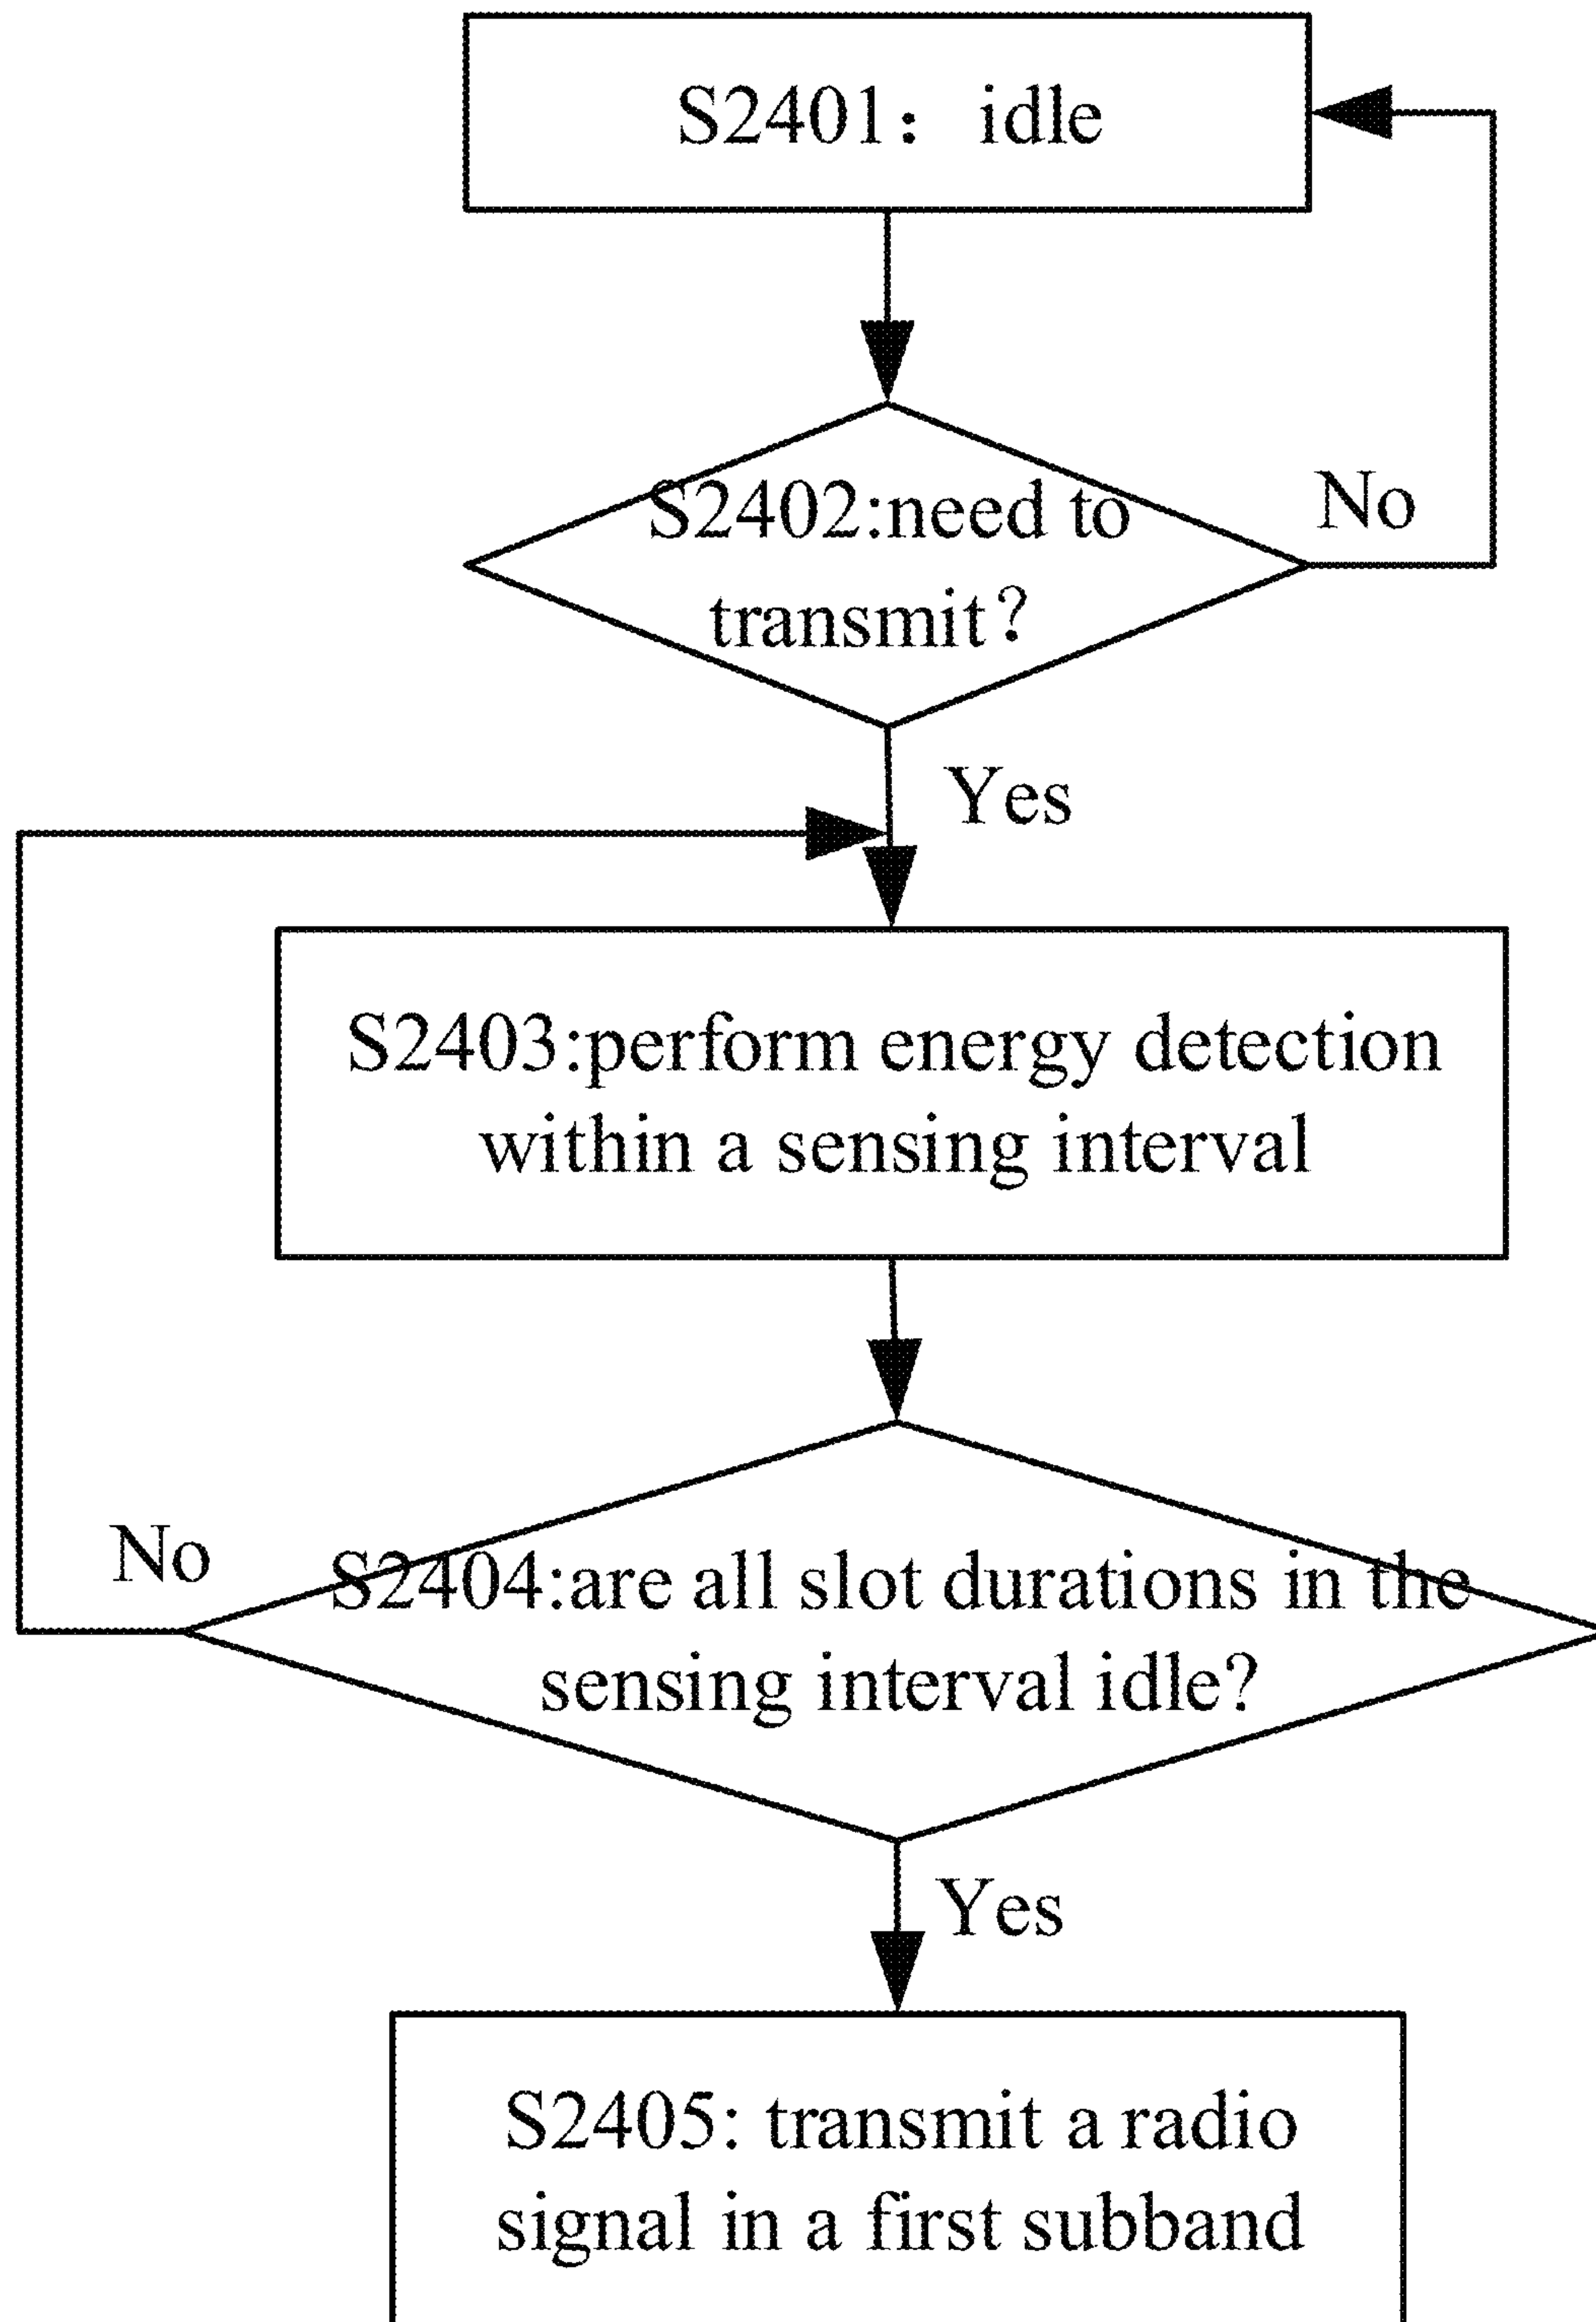 S2401： idle
S2402:need to
transmit?
No
Yes
S2403:perform energy detection
within a sensing interval
No
S2404:are all slot durations in the
sensing interval idle?
Yes
S2405: transmit a radio
signal in a first subband